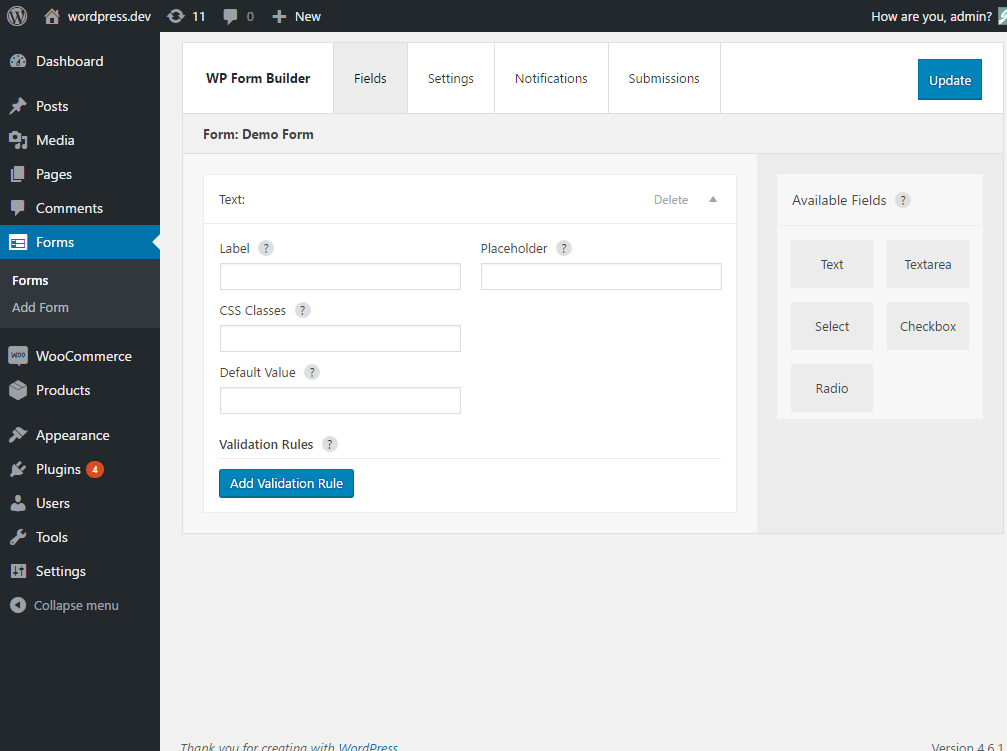 wordpress.dev 11 0 New How are you, admin?
Dashboard
Posts
Media
Pages
Comments
Forms
Forms
Add Form
WooCommerce
Products
Appearance
Plugins 4
Users
Tools
Settings
Collapse menu
WP Form Builder Fields Settings Notifications Submissions Update
Form: Demo Form
Text: Delete
Label ? Placeholder ?
CSS Classes ?
Default Value ?
Validation Rules ?
Add Validation Rule
Available Fields ?
Text Textarea
Select Checkbox
Radio
Thank you for creating with WordPress
Version 4.6.1